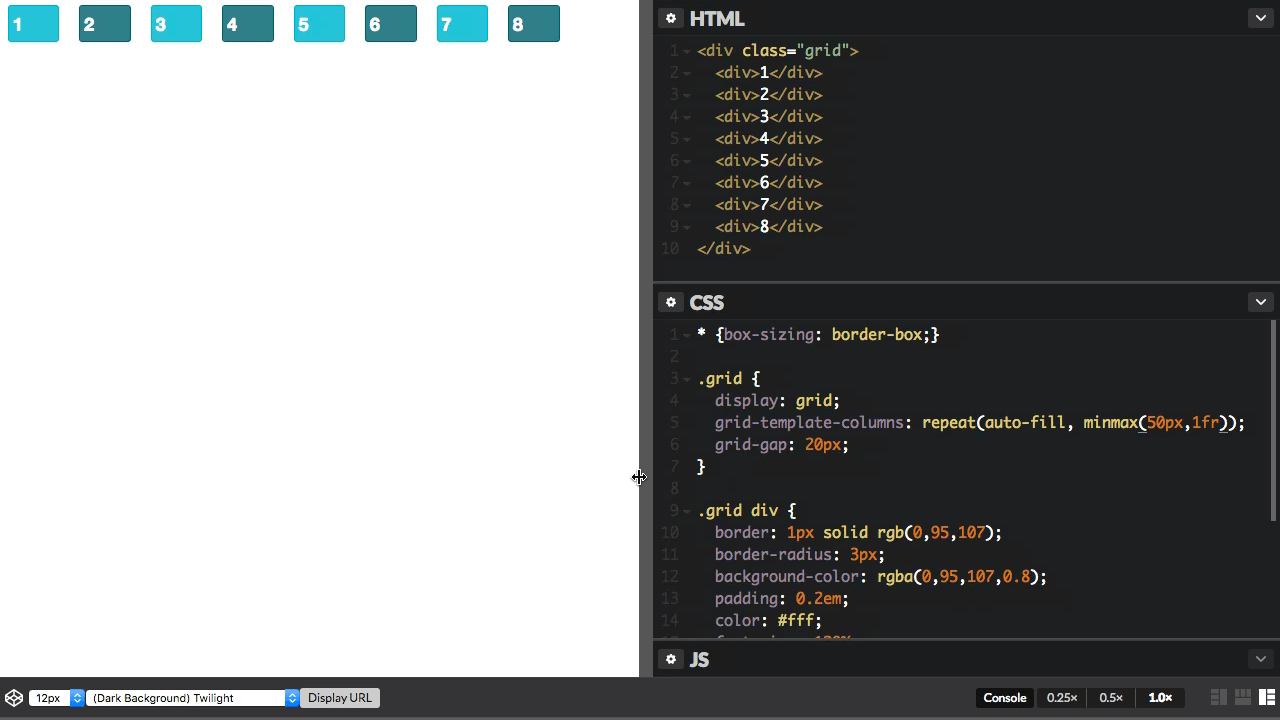 1 2 3 4 5 6 7 8
HTML
1 <div class="grid">
2 <div>1</div>
3 <div>2</div>
4 <div>3</div>
5 <div>4</div>
6 <div>5</div>
7 <div>6</div>
8 <div>7</div>
9 <div>8</div>
10 </div>
CSS
1 * {box-sizing: border-box;}
2
3 .grid {
4 display: grid;
5 grid-template-columns: repeat(auto-fill, minmax(50px,1fr));
6 grid-gap: 20px;
7 }
8
9 .grid div {
10 border: 1px solid rgb(0,95,107);
11 border-radius: 3px;
12 background-color: rgba(0,95,107,0.8);
13 padding: 0.2em;
14 color: #fff;
JS
12px (Dark Background) Twilight Display URL Console 0.25× 0.5× 1.0×